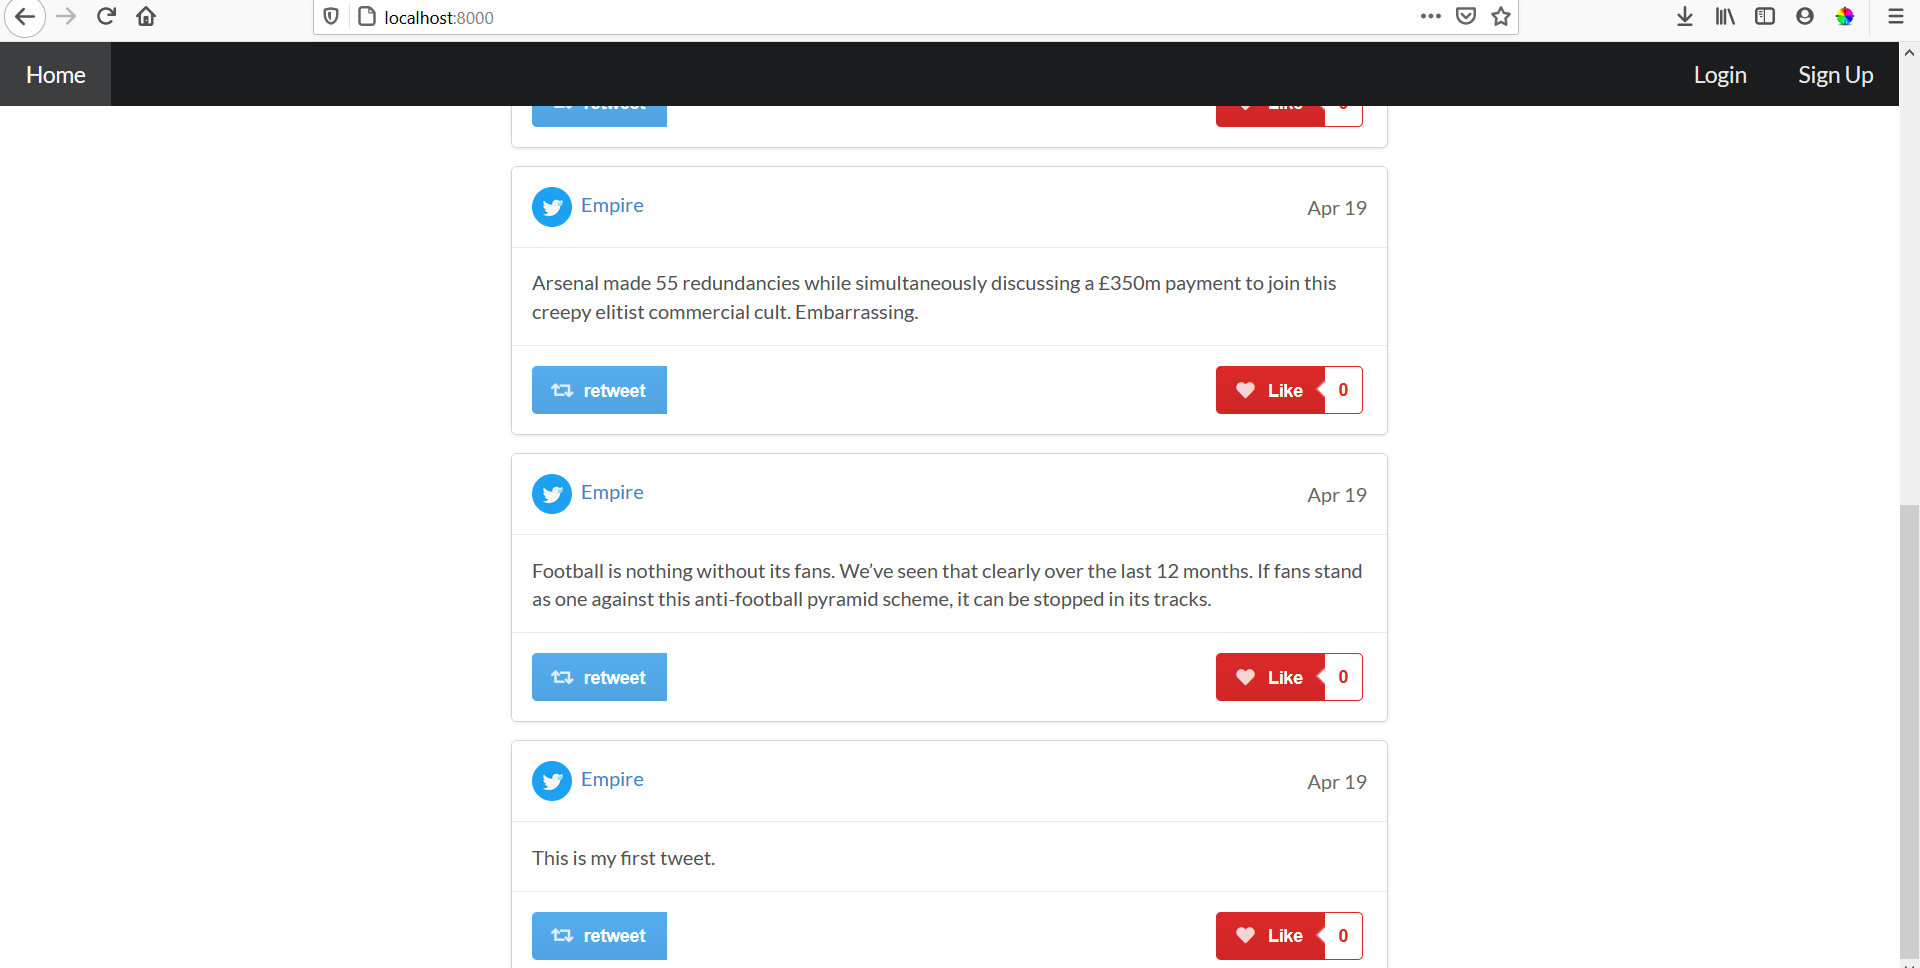 localhost:8000
Home Login Sign Up
retweet Like 0
Empire Apr 19
Arsenal made 55 redundancies while simultaneously discussing a £350m payment to join this
creepy elitist commercial cult. Embarrassing.
retweet Like 0
Empire Apr 19
Football is nothing without its fans. We’ve seen that clearly over the last 12 months. If fans stand
as one against this anti-football pyramid scheme, it can be stopped in its tracks.
retweet Like 0
Empire Apr 19
This is my first tweet.
retweet Like 0